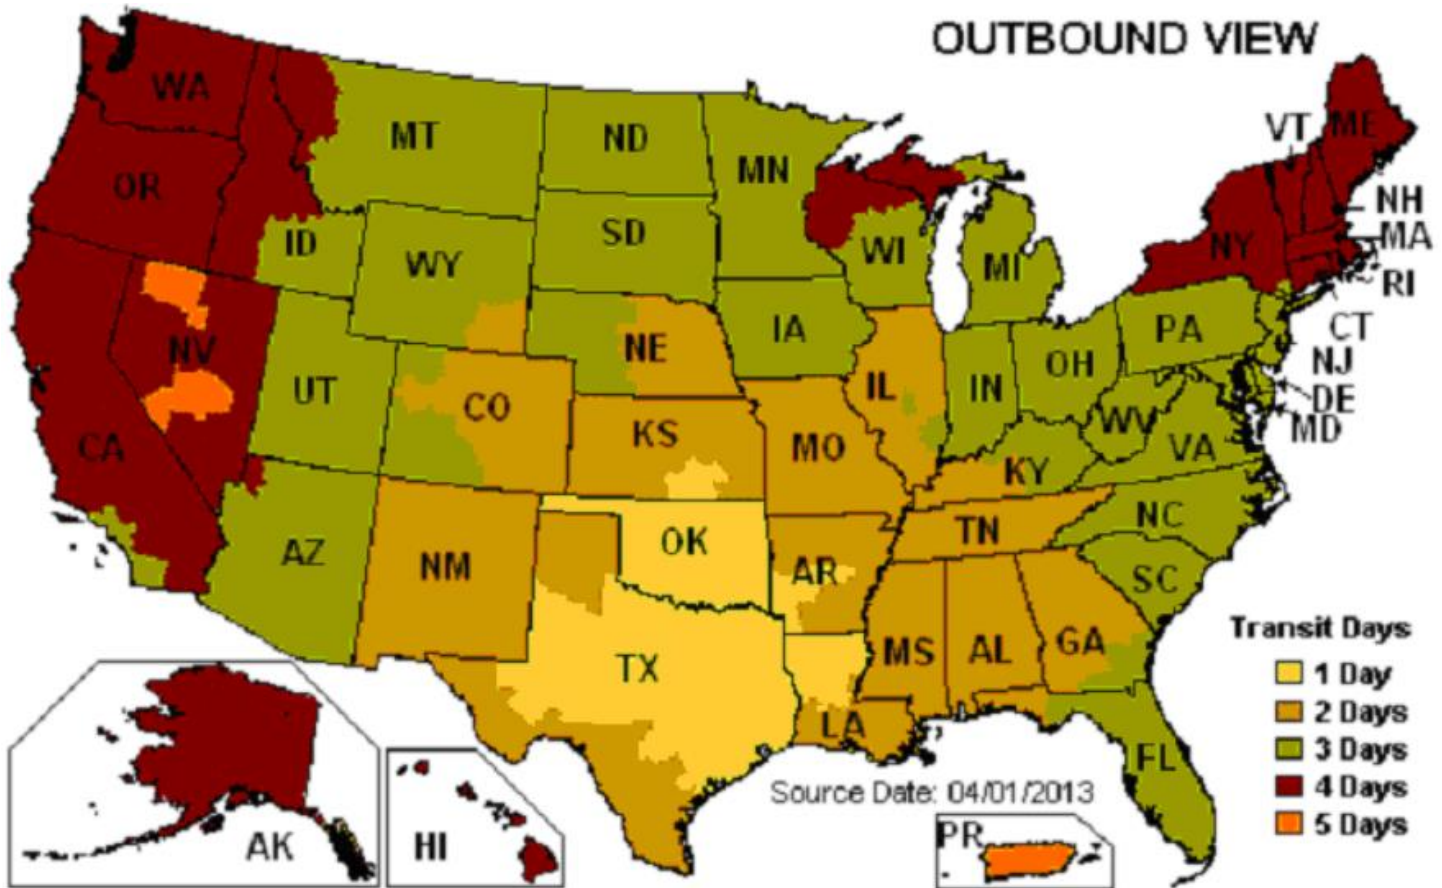 OUTBOUND VIEW
WA
MT
ND
MN
VT
ME
OR
ID
WY
SD
WI
MI
NY
NH
MA
RI
CT
NJ
DE
MD
NV
UT
CO
NE
IA
IL
IN
OH
PA
CA
KS
MO
KY
WV
VA
AZ
NM
OK
AR
TN
NC
SC
TX
LA
MS
AL
GA
FL
AK
HI
PR
Transit Days
1 Day
2 Days
3 Days
4 Days
5 Days
Source Date: 04/01/2013